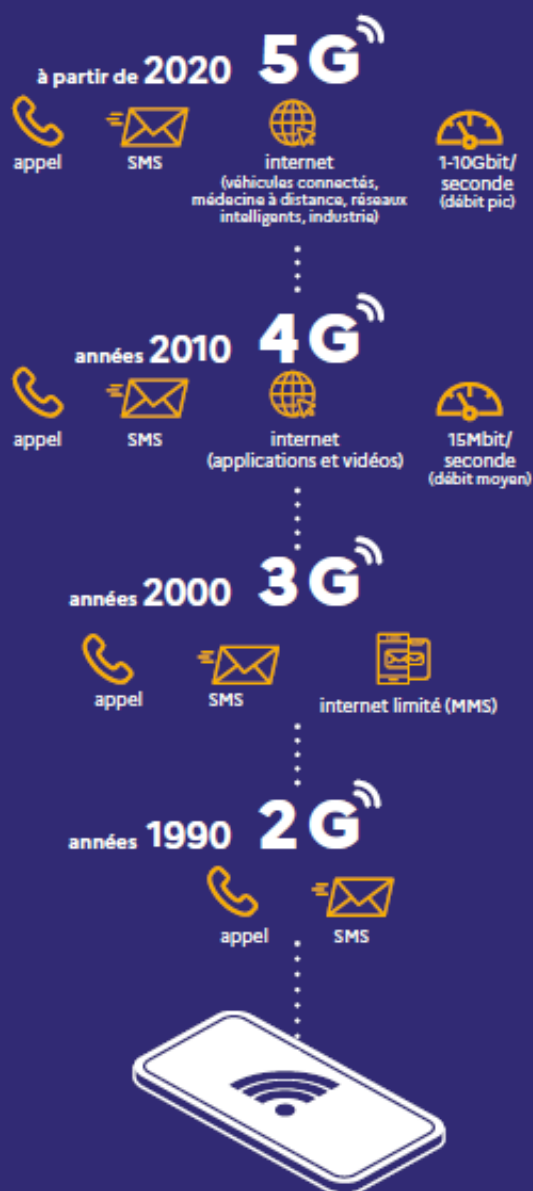 à partir de 2020 5G
appel
SMS
internet
(véhicules connectés,
médecine à distance, réseaux
intelligents, industrie)
1-10Gbit/
seconde
(débit pic)
années 2010 4G
appel
SMS
internet
(applications et vidéos)
15Mbit/
seconde
(débit moyen)
années 2000 3G
appel
SMS
internet limité (MMS)
années 1990 2G
appel
SMS